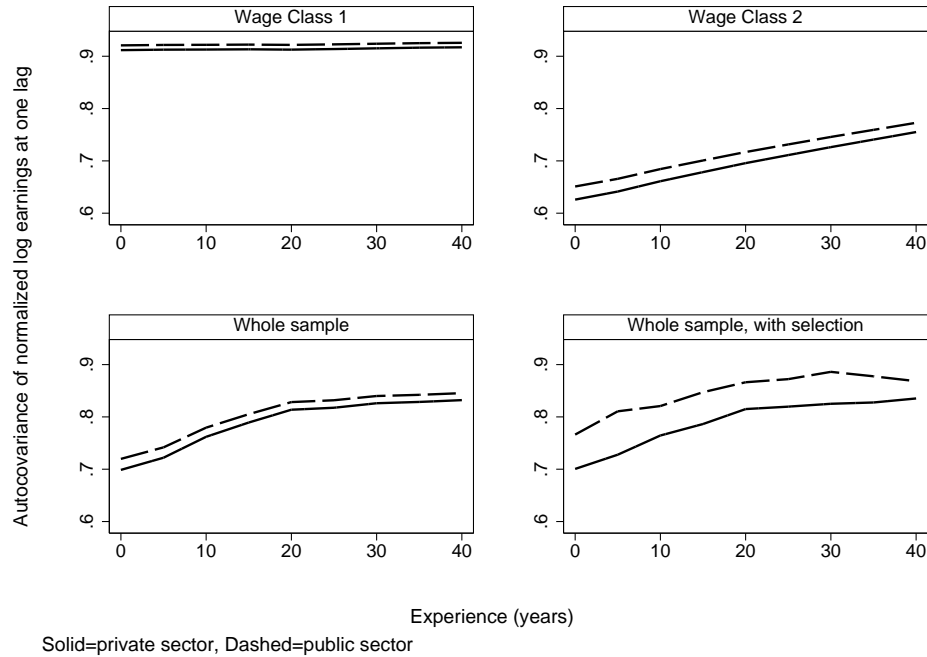 Wage Class 1
Wage Class 2
.9
.8
.7
.6
0 10 20 30 40
.9
.8
.7
.6
0 10 20 30 40
Whole sample
Whole sample, with selection
.9
.8
.7
.6
0 10 20 30 40
.9
.8
.7
.6
0 10 20 30 40
Autocovariance of normalized log earnings at one lag
Experience (years)
Solid=private sector, Dashed=public sector